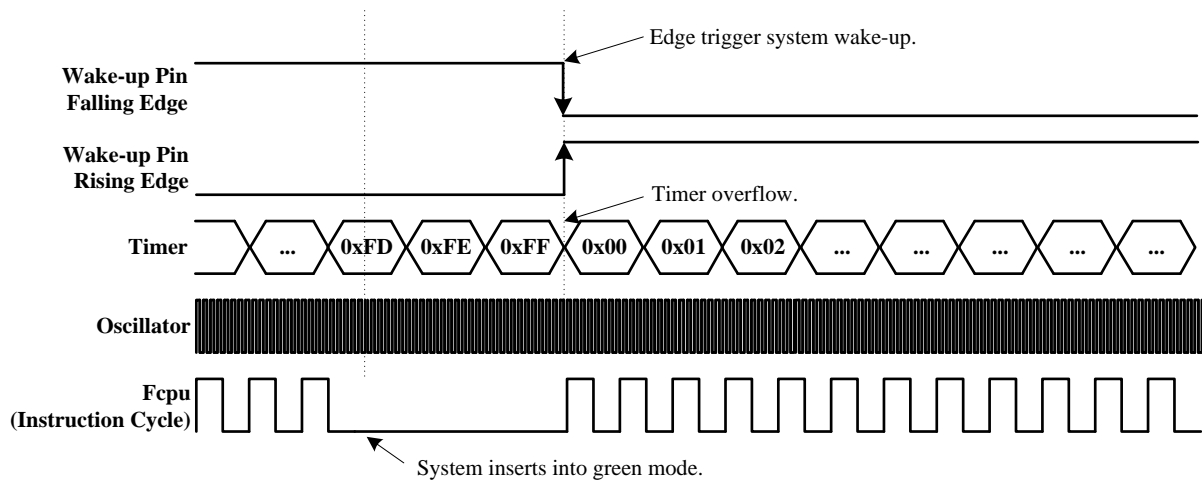 Edge trigger system wake-up.
Wake-up Pin
Falling Edge
Wake-up Pin
Rising Edge
Timer overflow.
Timer ... 0xFD 0xFE 0xFF 0x00 0x01 0x02 ... ... ... ... ...
Oscillator
Fcpu
(Instruction Cycle)
System inserts into green mode.